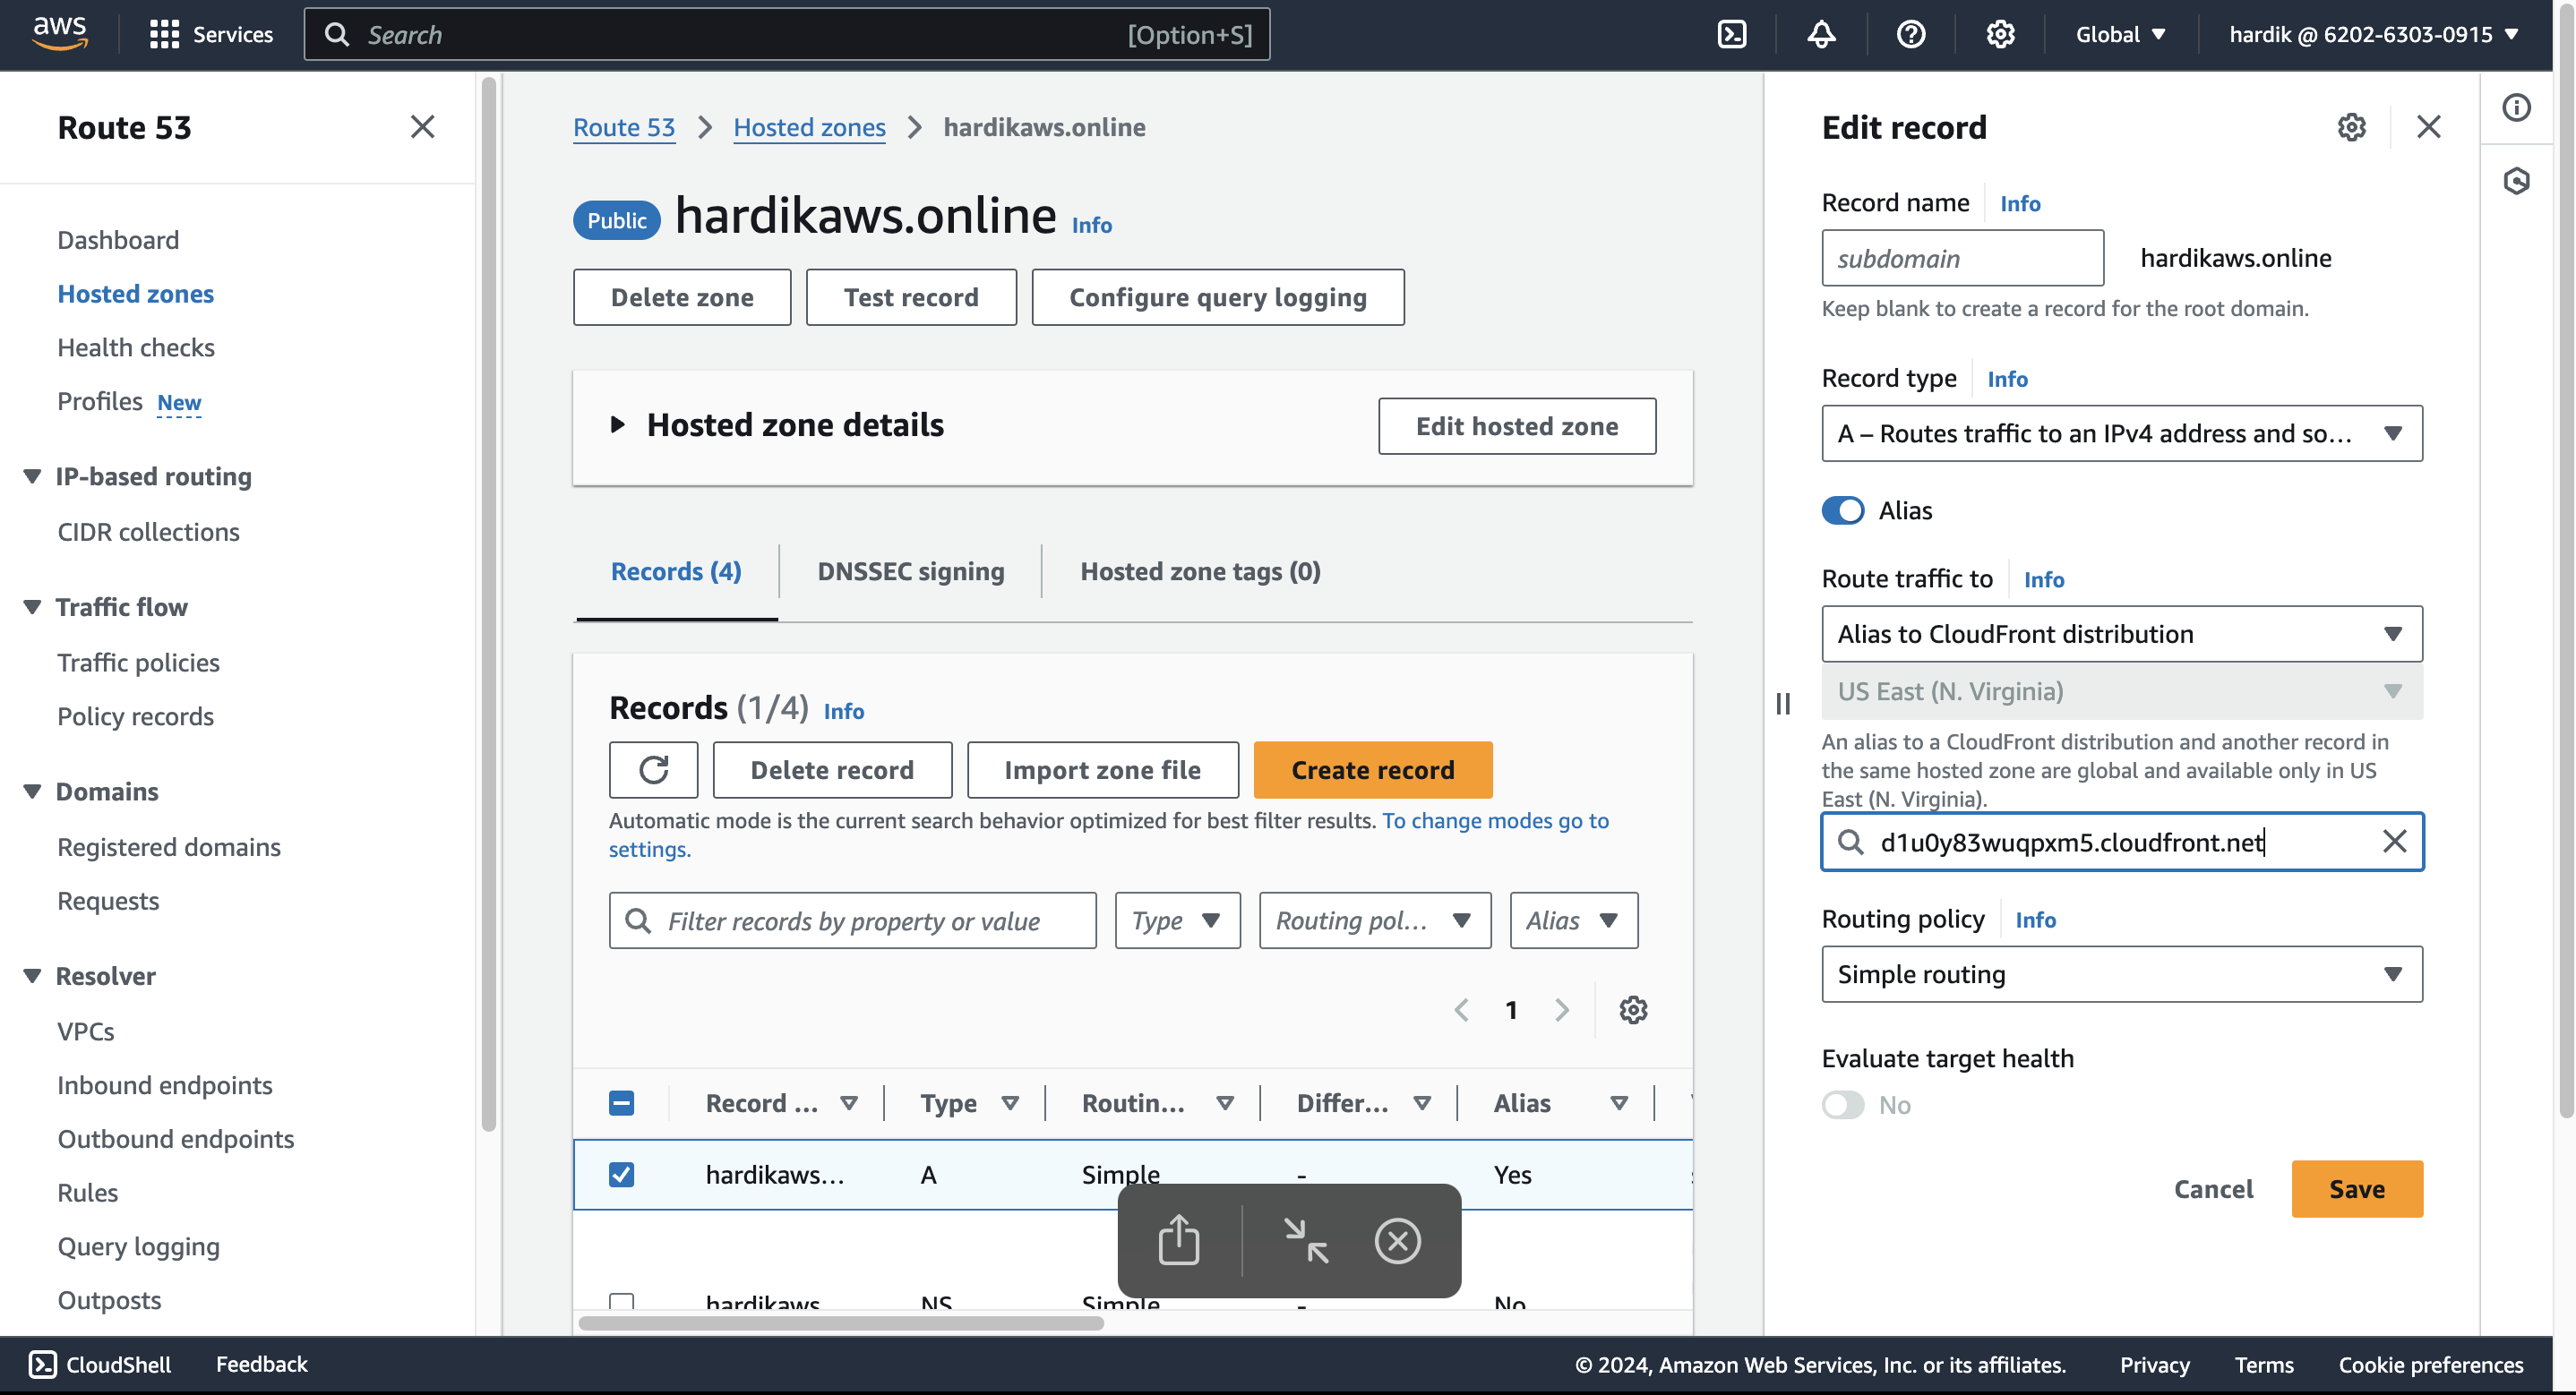 aws
Services
Search
[Option+S]
Global
hardik @ 6202-6303-0915
Route 53
Dashboard
Hosted zones
Health checks
Profiles New
IP-based routing
CIDR collections
Traffic flow
Traffic policies
Policy records
Domains
Registered domains
Requests
Resolver
VPCs
Inbound endpoints
Outbound endpoints
Rules
Query logging
Outposts
Route 53 > Hosted zones > hardikaws.online
Public hardikaws.online Info
Delete zone
Test record
Configure query logging
Hosted zone details
Edit hosted zone
Records (4)
DNSSEC signing
Hosted zone tags (0)
Records (1/4) Info
Delete record
Import zone file
Create record
Automatic mode is the current search behavior optimized for best filter results. To change modes go to
settings.
Filter records by property or value
Type
Routing pol...
Alias
1
Record ...
Type
Routin...
Differ...
Alias
hardikaws...
A
Simple
-
Yes
hardikaws
NS
Simple
-
No
Edit record
Record name Info
subdomain
hardikaws.online
Keep blank to create a record for the root domain.
Record type Info
A – Routes traffic to an IPv4 address and so...
Alias
Route traffic to Info
Alias to CloudFront distribution
US East (N. Virginia)
An alias to a CloudFront distribution and another record in
the same hosted zone are global and available only in US
East (N. Virginia).
d1u0y83wuqpxm5.cloudfront.net
Routing policy Info
Simple routing
Evaluate target health
No
Cancel
Save
CloudShell
Feedback
© 2024, Amazon Web Services, Inc. or its affiliates.
Privacy
Terms
Cookie preferences